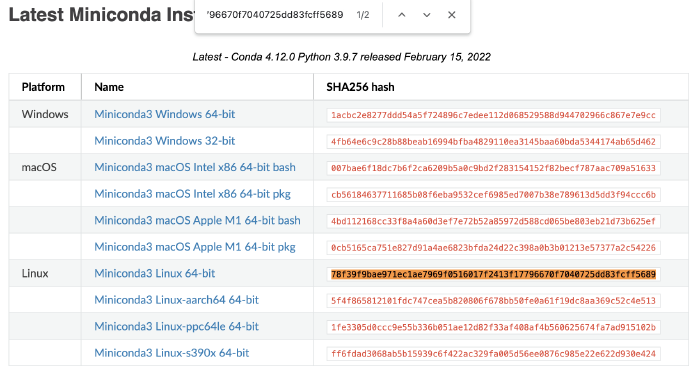 Latest Miniconda Ins
'96670f7040725dd83fcff5689 1/2
Latest - Conda 4.12.0 Python 3.9.7 released February 15, 2022
Platform Name SHA256 hash
Windows Miniconda3 Windows 64-bit 1acbc2e8277ddd54a5f724896c7edee112d068529588d944702966c867e7e9cc
Miniconda3 Windows 32-bit 4fb64e6c9c28b88beab16994bfba4829110ea3145baa60bda5344174ab65d462
macOS Miniconda3 macOS Intel x86 64-bit bash 007bae6f18dc7b6f2ca6209b5a0c9bd2f283154152f82becf787aac709a51633
Miniconda3 macOS Intel x86 64-bit pkg cb56184637711685b08f6eba9532cef6985ed7007b38e789613d5dd3f94ccc6b
Miniconda3 macOS Apple M1 64-bit bash 4bd112168cc33f8a4a60d3ef7e72b52a85972d588cd065be803eb21d73b625ef
Miniconda3 macOS Apple M1 64-bit pkg 0cb5165ca751e827d91a4ae6823bfda24d22c398a0b3b01213e57377a2c54226
Linux Miniconda3 Linux 64-bit 78f39f9bae971ec1ae7969f0516017f2413f17796670f7040725dd83fcff5689
Miniconda3 Linux-aarch64 64-bit 5f4f865812101fdc747cea5b820806f678bb50fe0a61f19dc8aa369c52c4e513
Miniconda3 Linux-ppc64le 64-bit 1fe3305d0ccc9e55b336b051ae12d82f33af408af4b560625674fa7ad915102b
Miniconda3 Linux-s390x 64-bit ff6fdad3068ab5b15939c6f422ac329fa005d56ee0876c985e22e622d930e424